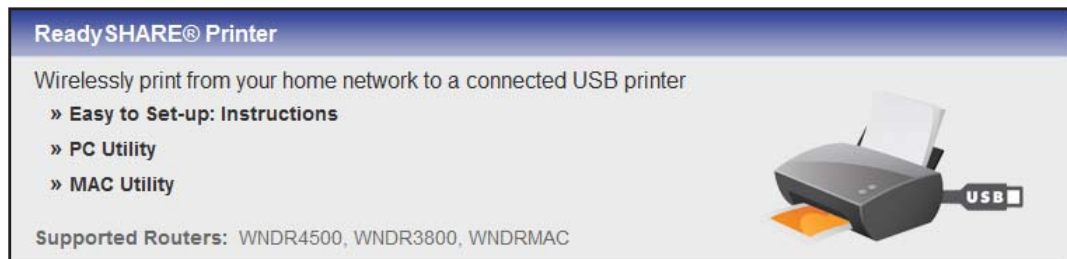 ReadySHARE® Printer
Wirelessly print from your home network to a connected USB printer
» Easy to Set-up: Instructions
» PC Utility
» MAC Utility
USB
Supported Routers: WNDR4500, WNDR3800, WNDRMAC